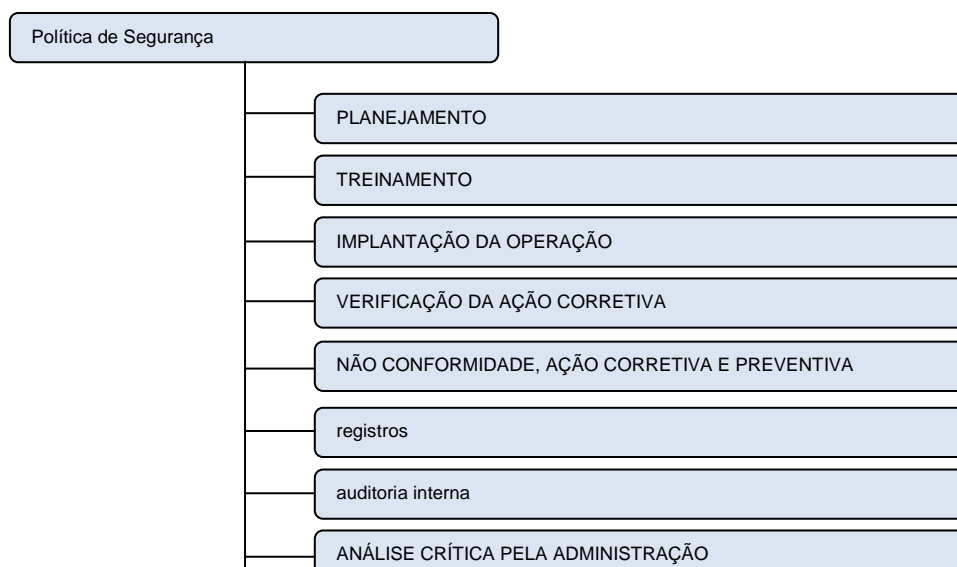 Política de Segurança
PLANEJAMENTO
TREINAMENTO
IMPLANTAÇÃO DA OPERAÇÃO
VERIFICAÇÃO DA AÇÃO CORRETIVA
NÃO CONFORMIDADE, AÇÃO CORRETIVA E PREVENTIVA
registros
auditoria interna
ANÁLISE CRÍTICA PELA ADMINISTRAÇÃO